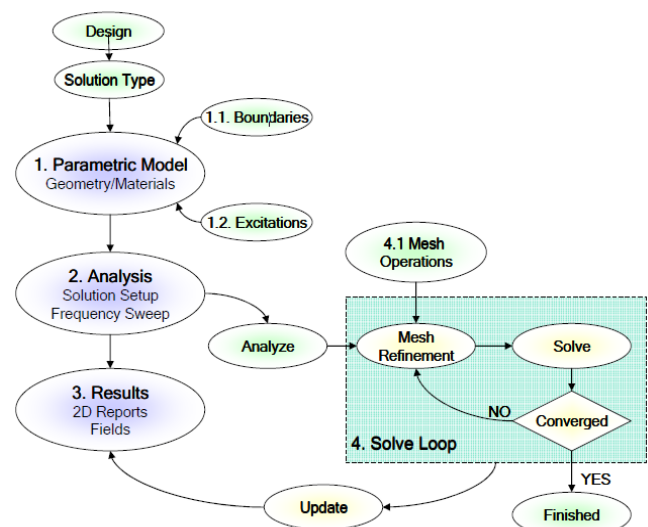 Design
Solution Type
1.1. Boundaries
1. Parametric Model
Geometry/Materials
1.2. Excitations
2. Analysis
Solution Setup
Frequency Sweep
4.1 Mesh
Operations
Analyze
Mesh
Refinement
Solve
3. Results
2D Reports
Fields
NO
Converged
4. Solve Loop
YES
Update
Finished